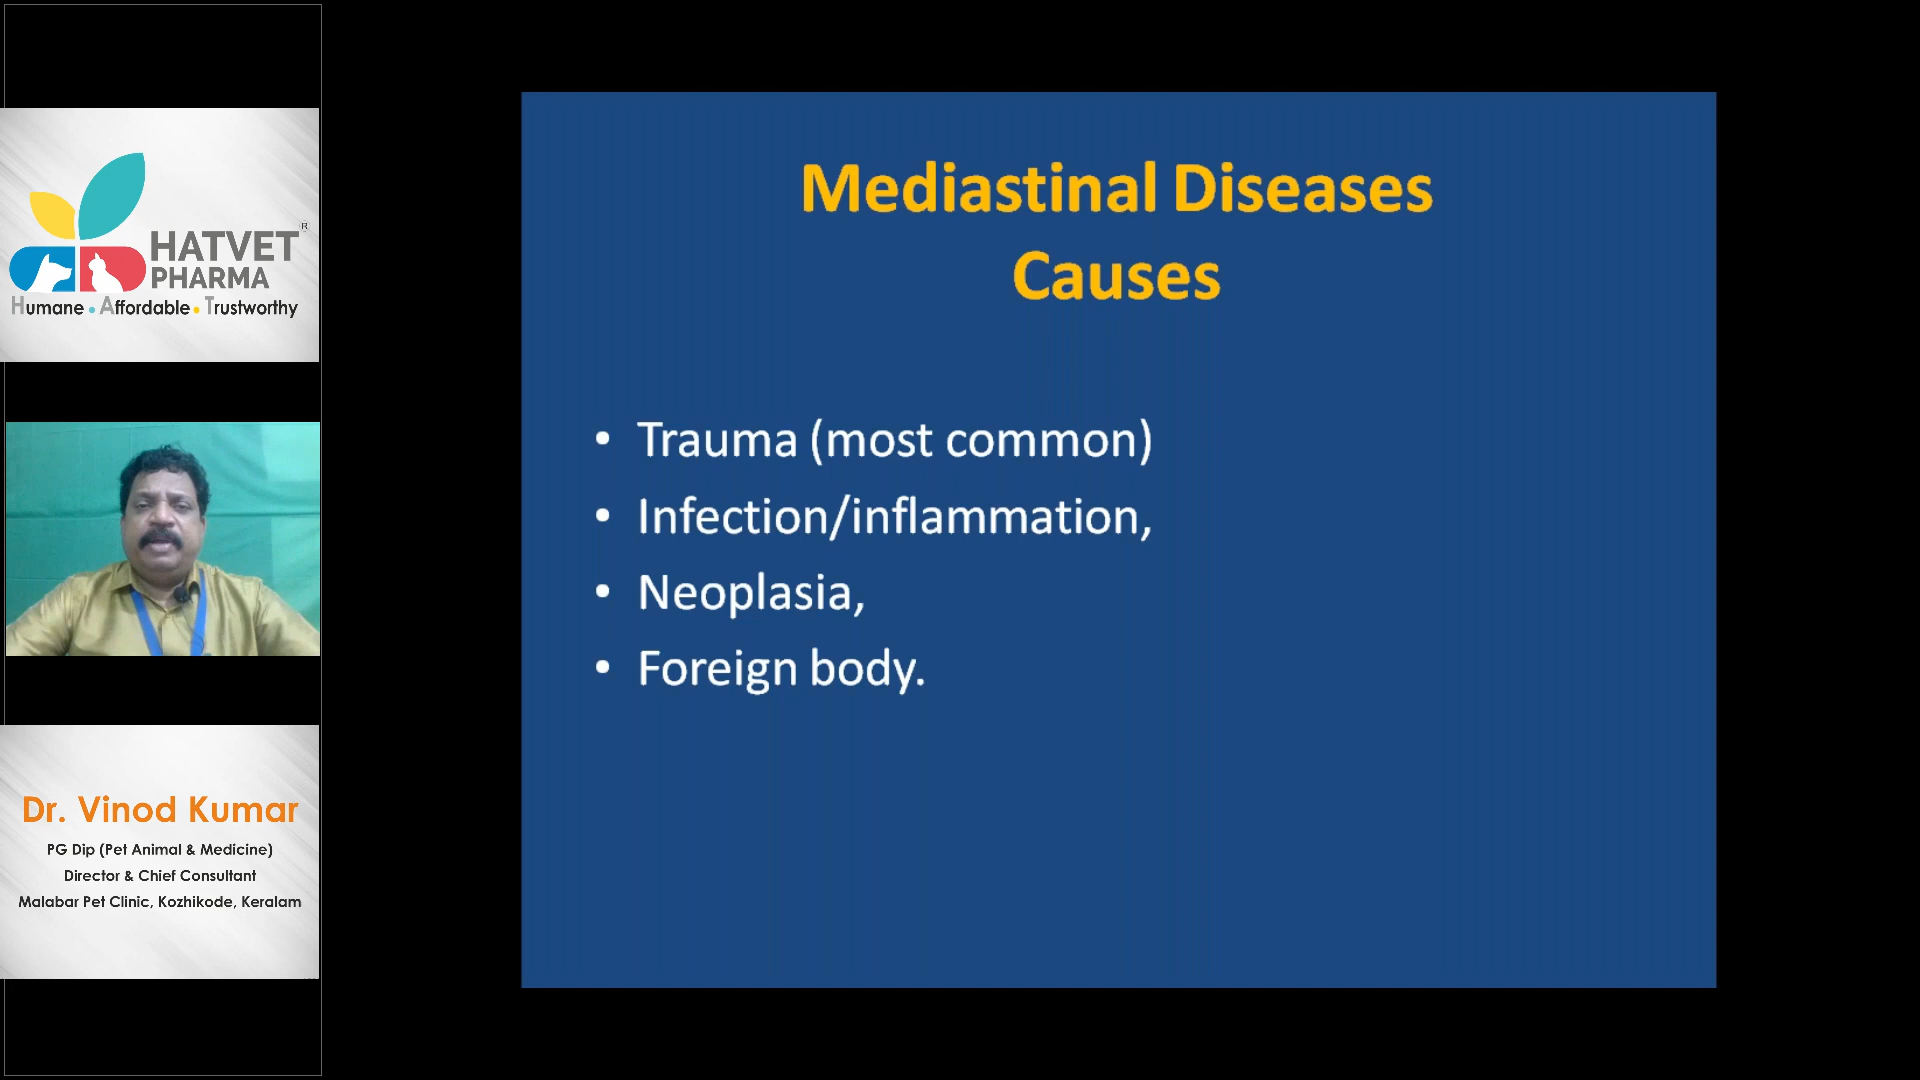 HATVET®
PHARMA
Humane • Affordable • Trustworthy
Dr. Vinod Kumar
PG Dip (Pet Animal & Medicine)
Director & Chief Consultant
Malabar Pet Clinic, Kozhikode, Keralam
Mediastinal Diseases
Causes
• Trauma (most common)
• Infection/inflammation,
• Neoplasia,
• Foreign body.